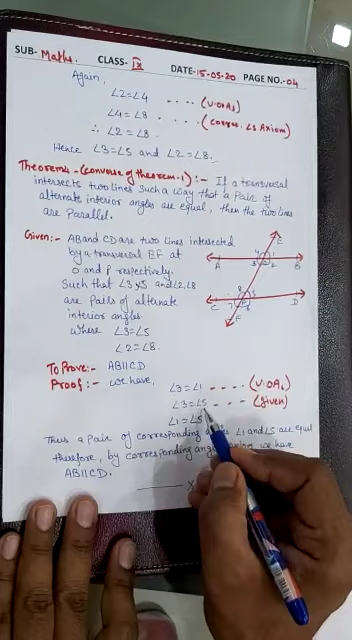 SUB- Maths. CLASS- IX DATE- 15-05-20 PAGE NO.- 04
Again,
∠2=∠4 .... (V.OAs)
∠4=∠8 .... (Corres. ∠s Axiom)
∴ ∠2=∠8.
Hence ∠3=∠5 and ∠2=∠8.
Theorem4- (Converse of theorem-1):- If a transversal
intersects two lines such a way that a Pair of
alternate interior angles are equal, then the two lines
are Parallel.
Given:- AB and CD are two lines intersected
by a transversal EF at
O and P respectively.
Such that ∠3,∠5 and ∠2,∠8
are Pairs of alternate
interior angles.
where ∠3=∠5
∠2=∠8.
E
A B
4 1
3 O 2
C D
8 5
7 P 6
F
To Prove:- AB||CD
Proof:- we have,
∠3=∠1 .... (V.OAs)
∠3=∠5 ... (given)
∠1=∠5
Thus a Pair of corresponding ∠1 and ∠5 are equal
therefore, by corresponding we have
AB||CD.
X